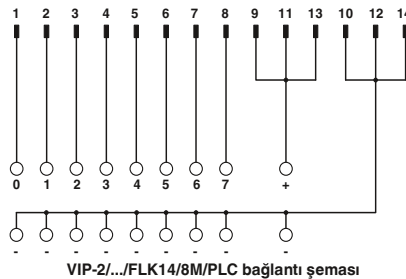 1 2 3 4 5 6 7 8 9 11 13 10 12 14
0 1 2 3 4 5 6 7 +
- - - - - - - - -
VIP-2/.../FLK14/8M/PLC bağlantı şeması